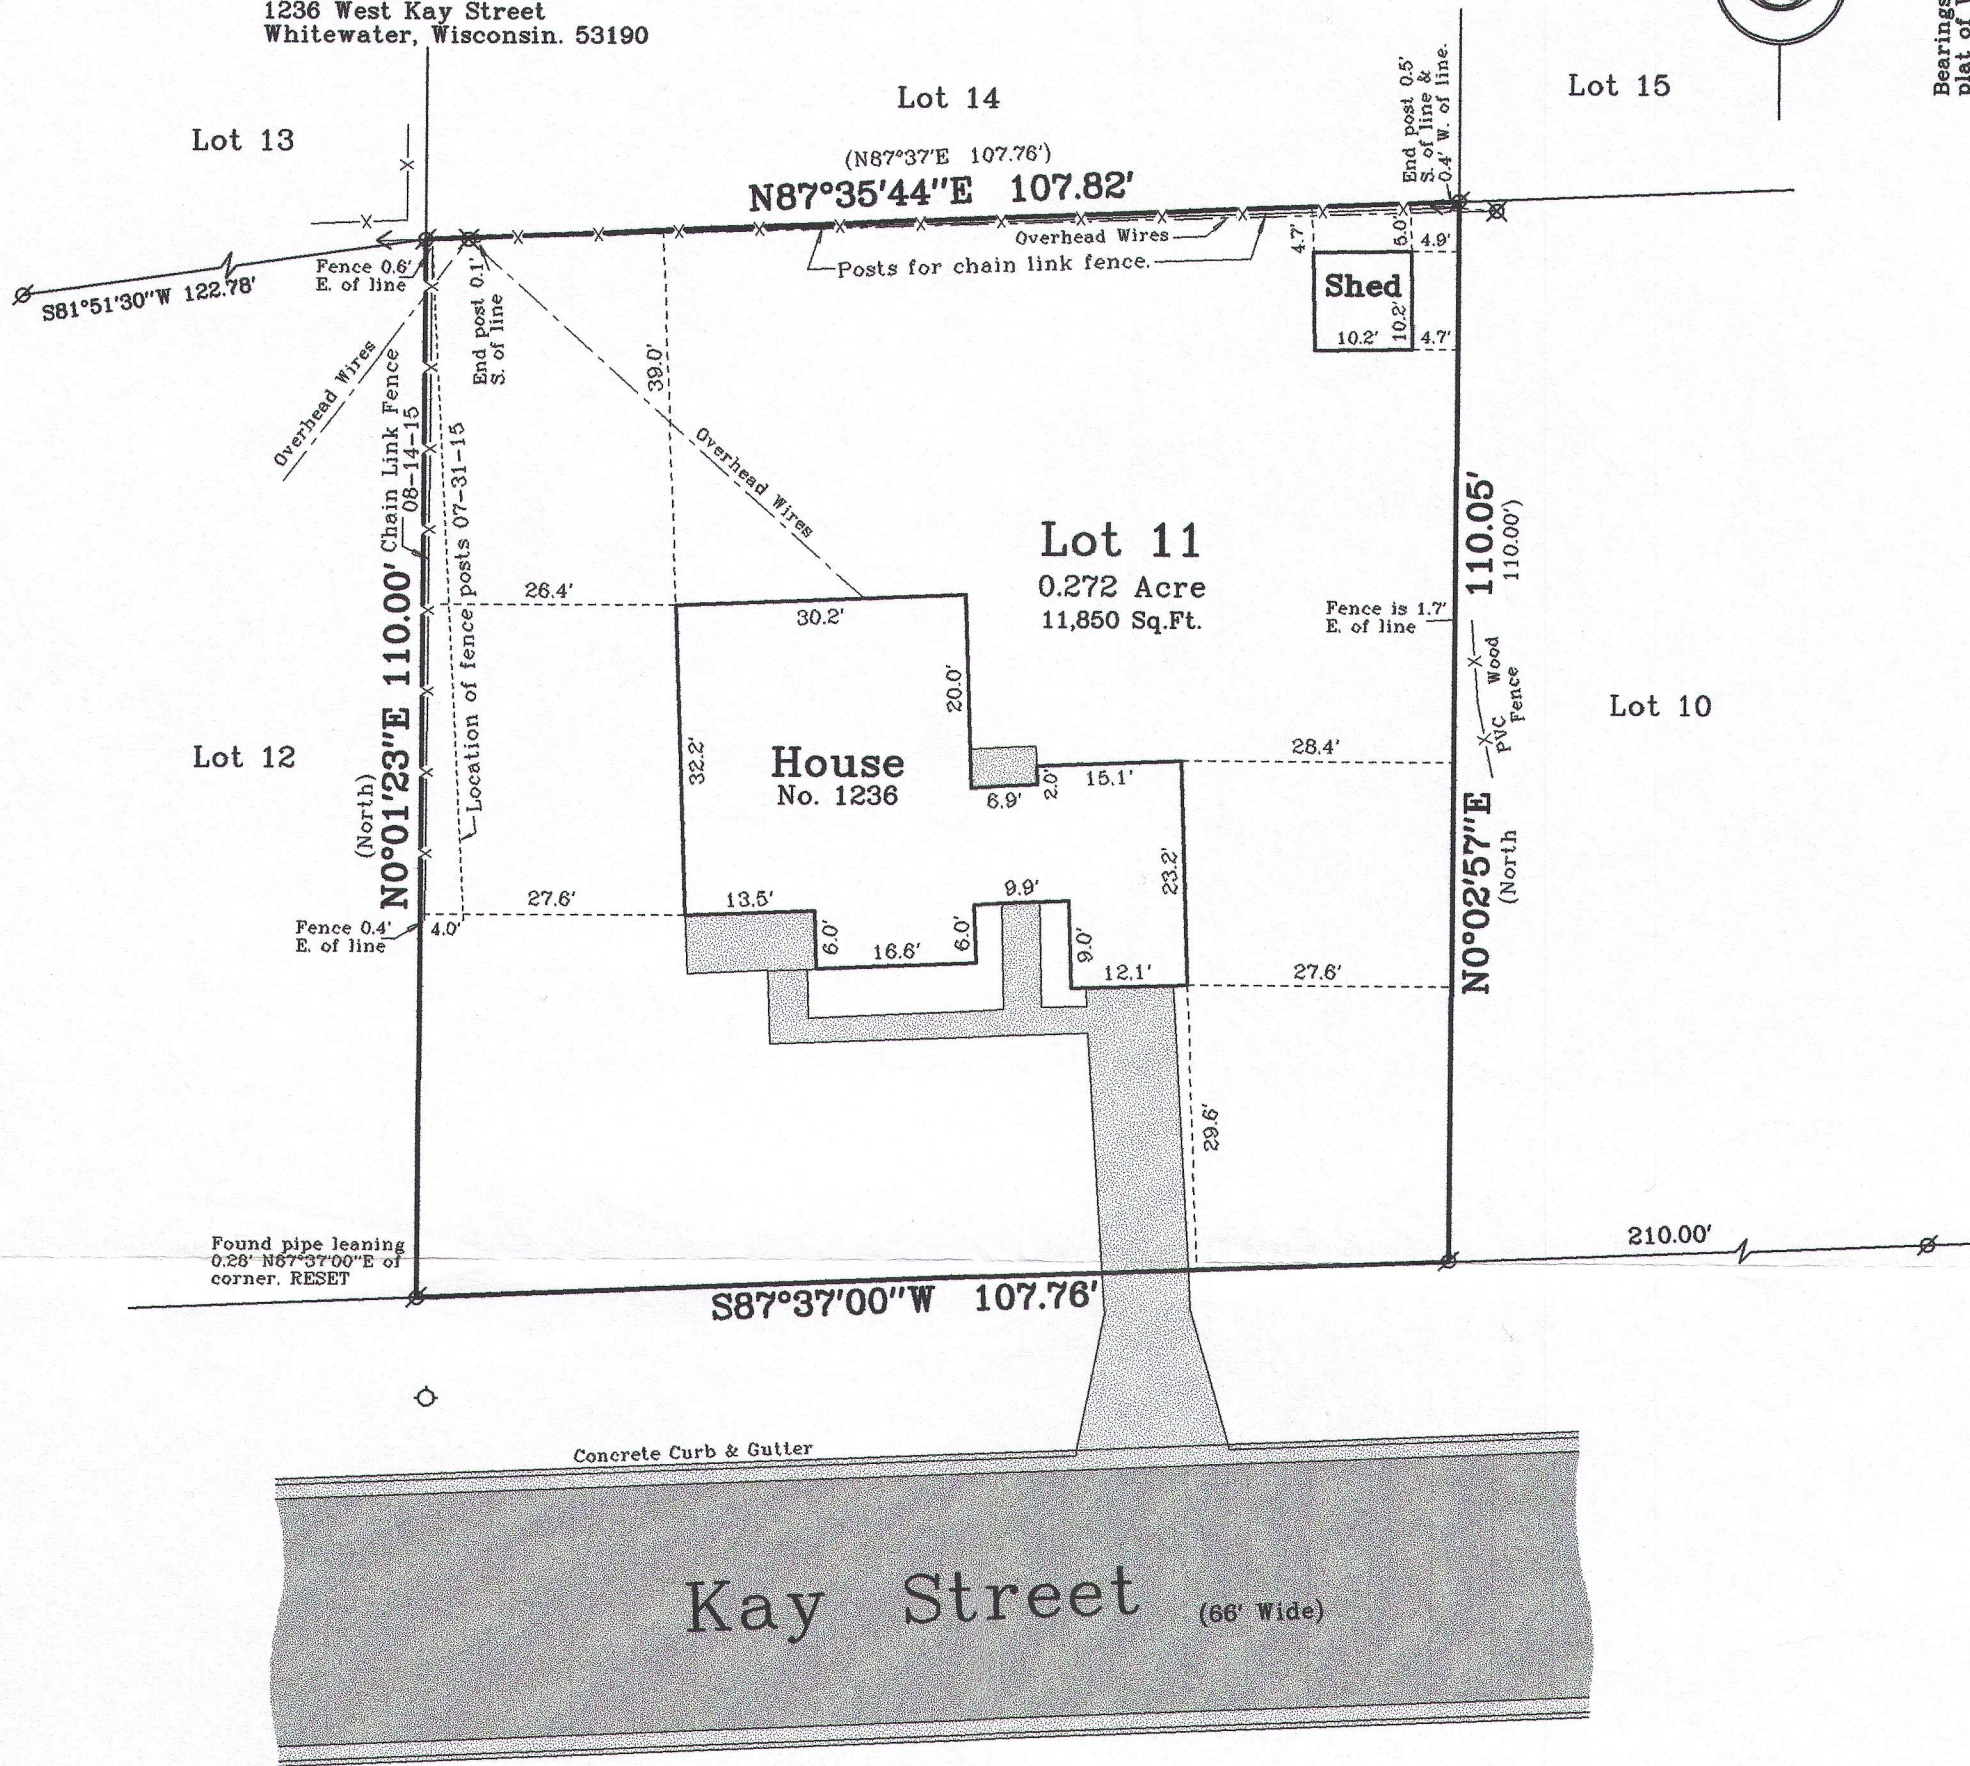 1236 West Kay Street
Whitewater, Wisconsin. 53190
Bearings
plat of
Lot 13
Lot 14
Lot 15
(N87°37'E 107.76')
N87°35'44"E 107.82'
End post 0.5'
S. of line &
0.4' W. of line.
Overhead Wires
Posts for chain link fence.
4.7'
5.0'
4.9'
Shed
10.2'
10.2'
4.7'
Fence 0.6'
E. of line
S81°51'30"W 122.78'
End post 0.1'
S. of line
Overhead Wires
Chain Link Fence
08-14-15
Location of fence posts 07-31-15
39.0'
Overhead Wires
Lot 11
0.272 Acre
11,850 Sq.Ft.
110.05'
(110.00')
Fence is 1.7'
E. of line
Wood
PVC Fence
26.4'
30.2'
20.0'
N0°01'23"E 110.00'
(North)
Lot 12
Lot 10
House
No. 1236
32.2'
6.9'
2.0'
15.1'
28.4'
23.2'
N0°02'57"E
(North
27.6'
13.5'
9.9'
Fence 0.4'
E. of line
4.0'
6.0'
16.6'
6.0'
9.0'
12.1'
27.6'
29.6'
Found pipe leaning
0.28' N87°37'00"E of
corner. RESET
210.00'
S87°37'00"W 107.76'
Concrete Curb & Gutter
Kay Street (66' Wide)